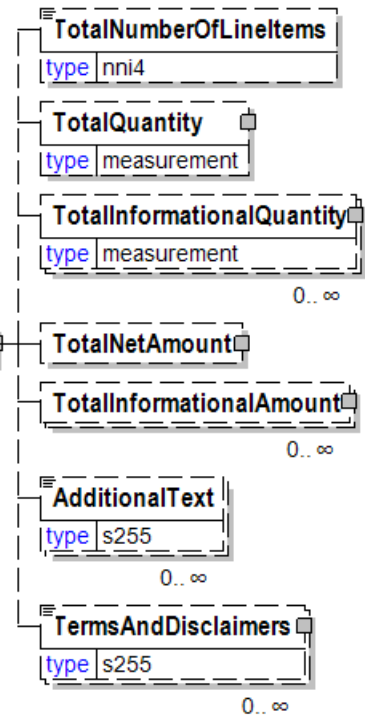 TotalNumberOfLineItems
type nni4
TotalQuantity
type measurement
TotalInformationalQuantity
type measurement
0.. ∞
TotalNetAmount
TotalInformationalAmount
0.. ∞
AdditionalText
type s255
0.. ∞
TermsAndDisclaimers
type s255
0.. ∞